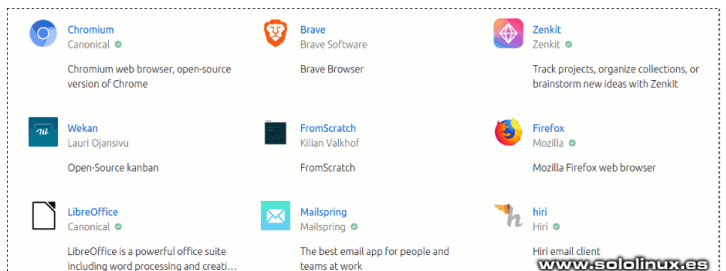 Chromium
Canonical
Chromium web browser, open-source
version of Chrome
Brave
Brave Software
Brave Browser
Zenkit
Zenkit
Track projects, organize collections, or
brainstorm new ideas with Zenkit
Wekan
Lauri Ojansivu
Open-Source kanban
FromScratch
Kilian Valkhof
FromScratch
Firefox
Mozilla
Mozilla Firefox web browser
LibreOffice
Canonical
LibreOffice is a powerful office suite
including word processing and creati...
Mailspring
Mailspring
The best email app for people and
teams at work
hiri
Hiri
Hiri email client
www.sololinux.es